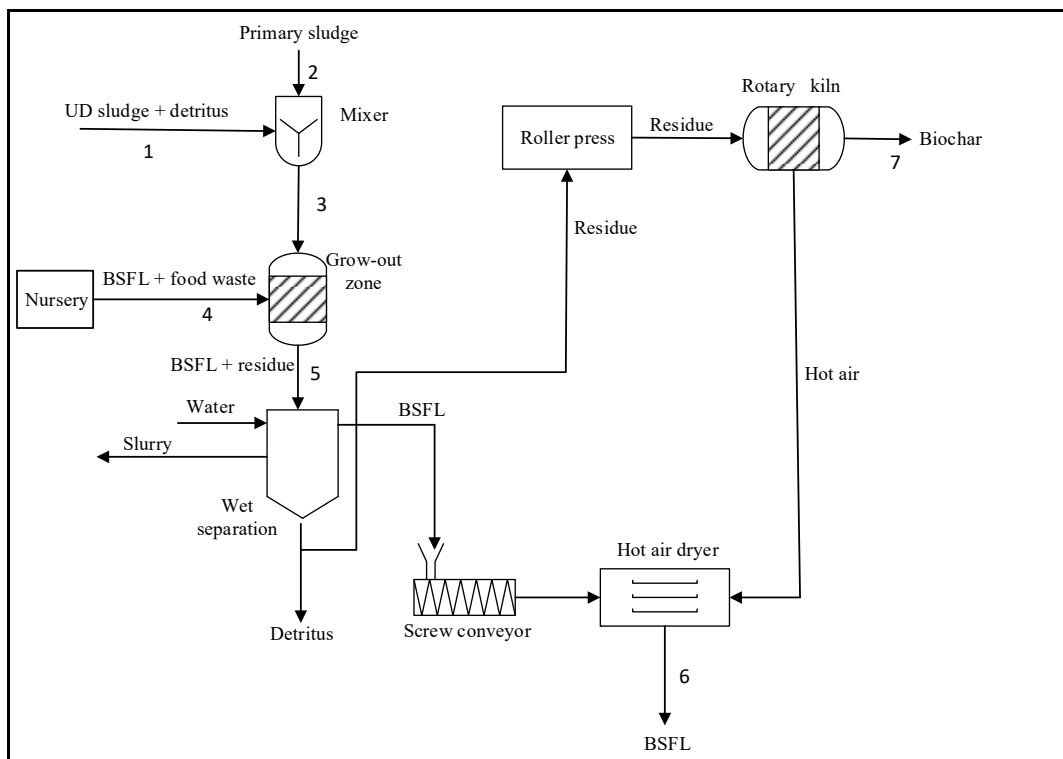 Primary sludge
2
Rotary kiln
UD sludge + detritus
Mixer
Roller press
Residue
Biochar
1
7
3
Residue
Grow-out
zone
BSFL + food waste
Nursery
4
BSFL + residue
5
Hot air
Water
BSFL
Slurry
Wet
separation
Hot air dryer
Detritus
Screw conveyor
6
BSFL